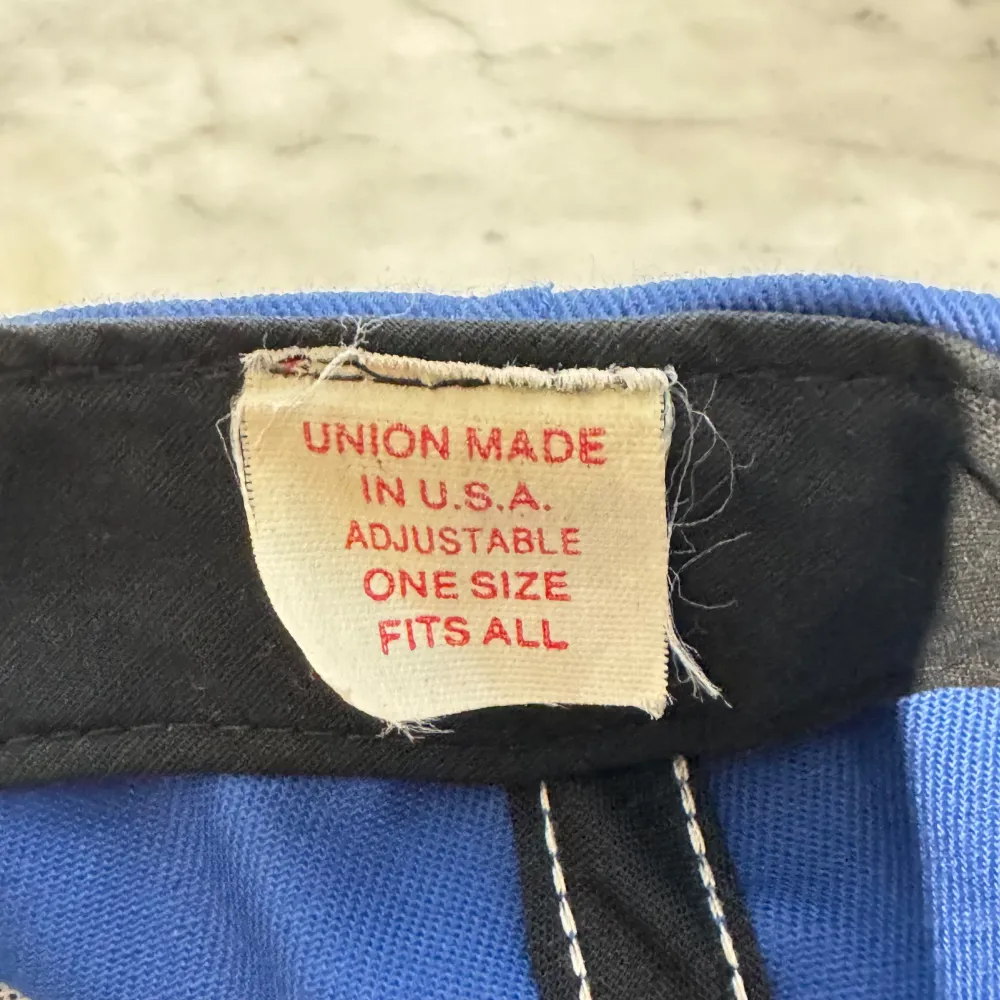 UNION MADE
IN U.S.A.
ADJUSTABLE
ONE SIZE
FITS ALL